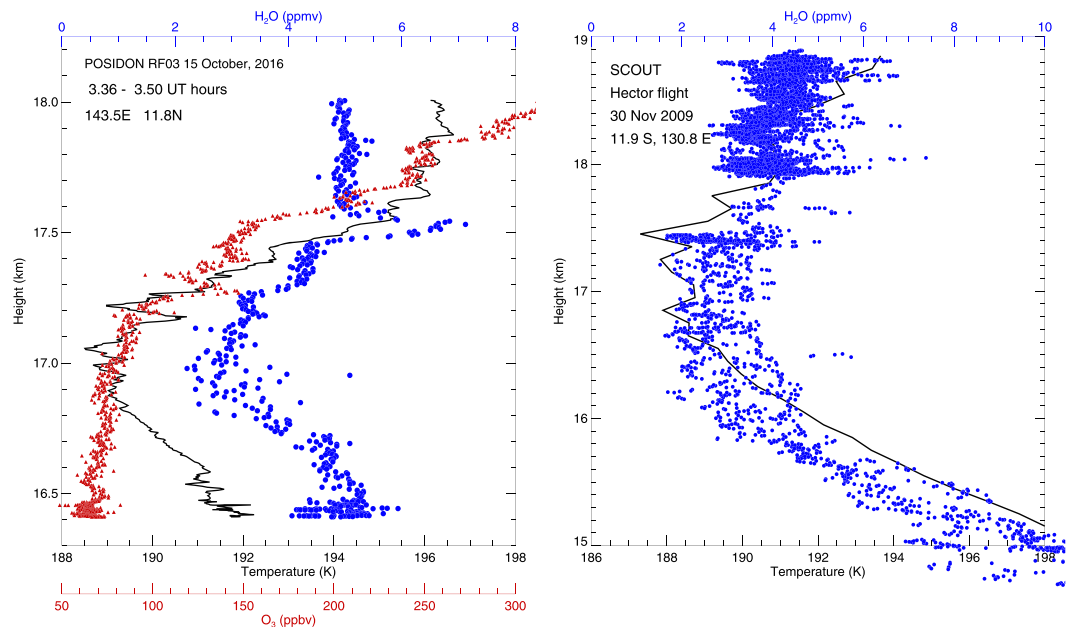 H2O (ppmv)
0 2 4 6 8
POSIDON RF03 15 October, 2016
3.36 - 3.50 UT hours
143.5E 11.8N
18.0
17.5
17.0
16.5
Height (km)
188 190 192 194 196 198
Temperature (K)
50 100 150 200 250 300
O3 (ppbv)
H2O (ppmv)
0 2 4 6 8 10
SCOUT
Hector flight
30 Nov 2009
11.9 S, 130.8 E
19
18
17
16
15
Height (km)
186 188 190 192 194 196 198
Temperature (K)